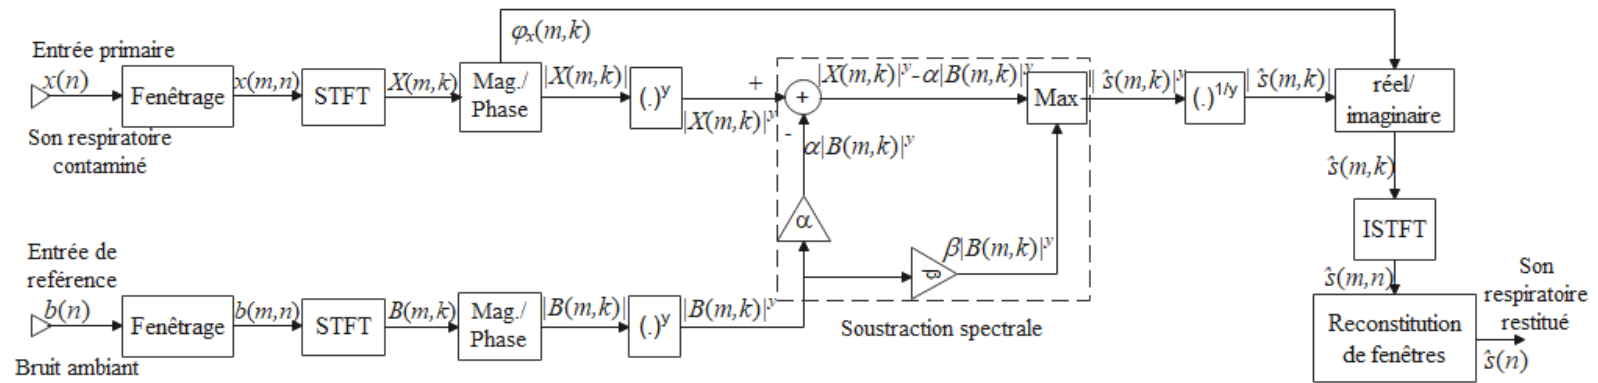 φx(m,k)
Entrée primaire
x(n)
Fenêtrage
x(m,n)
STFT
X(m,k)
Mag./
Phase
|X(m,k)|
(.)y
|X(m,k)|y
Son respiratoire
contaminé
+
-
+
|X(m,k)|y-α|B(m,k)|y
Max
α|B(m,k)|y
α
β
β|B(m,k)|y
Soustraction spectrale
|ŝ(m,k)|y
(.)1/y
|ŝ(m,k)|
réel/
imaginaire
ŝ(m,k)
ISTFT
ŝ(m,n)
Reconstitution
de fenêtres
Son
respiratoire
restitué
ŝ(n)
Entrée de
reférence
b(n)
Fenêtrage
b(m,n)
STFT
B(m,k)
Mag./
Phase
|B(m,k)|
(.)y
|B(m,k)|y
Bruit ambiant